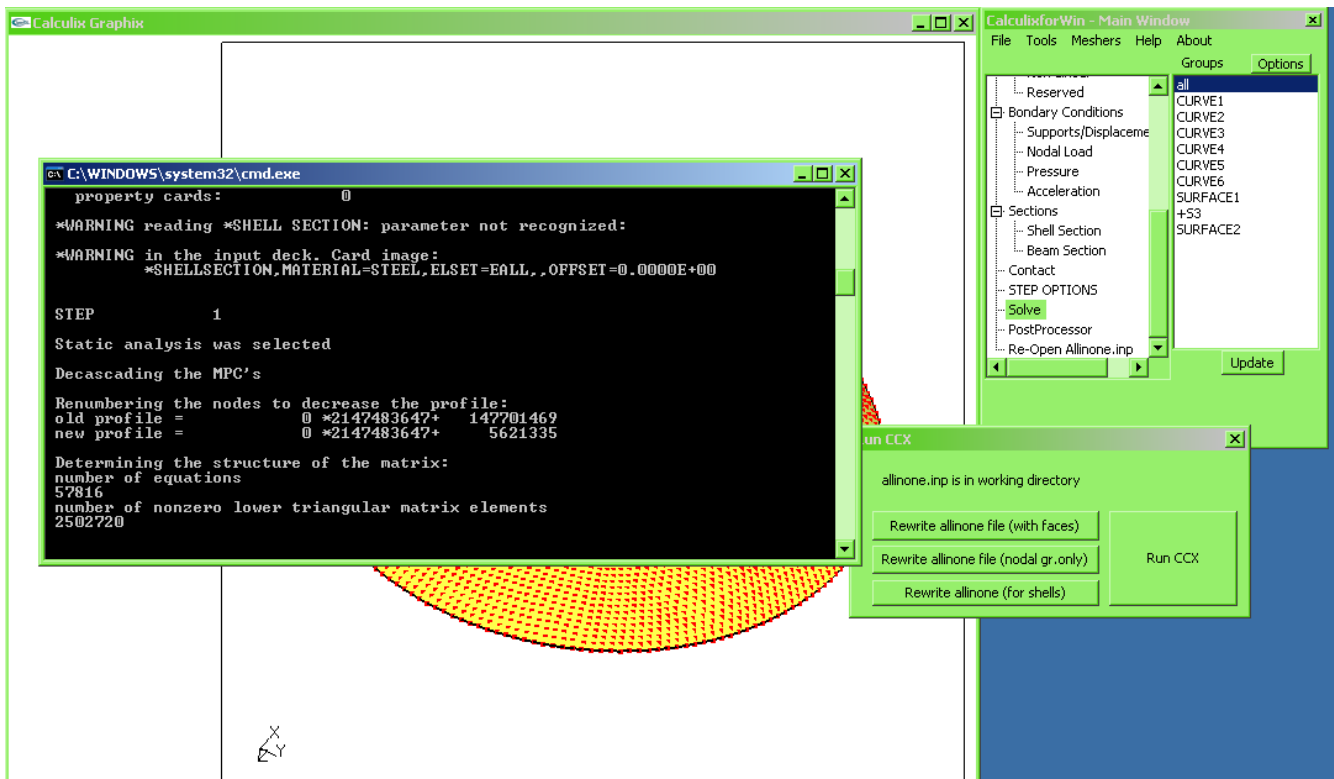 Calculix Graphix
CalculixforWin - Main Window
File Tools Meshers Help About
Groups Options
Reserved
Bondary Conditions
Supports/Displaceme
Nodal Load
Pressure
Acceleration
Sections
Shell Section
Beam Section
Contact
STEP OPTIONS
Solve
PostProcessor
Re-Open Allinone.inp
all
CURVE1
CURVE2
CURVE3
CURVE4
CURVE5
CURVE6
SURFACE1
+S3
SURFACE2
Update
C:\WINDOWS\system32\cmd.exe
property cards: 0
*WARNING reading *SHELL SECTION: parameter not recognized:
*WARNING in the input deck. Card image:
*SHELLSECTION,MATERIAL=STEEL,ELSET=EALL,,OFFSET=0.0000E+00
STEP 1
Static analysis was selected
Decascading the MPC's
Renumbering the nodes to decrease the profile:
old profile = 0 *2147483647+ 147701469
new profile = 0 *2147483647+ 5621335
Determining the structure of the matrix:
number of equations
57816
number of nonzero lower triangular matrix elements
2502720
un CCX
allinone.inp is in working directory
Rewrite allinone file (with faces)
Rewrite allinone file (nodal gr.only)
Rewrite allinone (for shells)
Run CCX
X
Y
Z